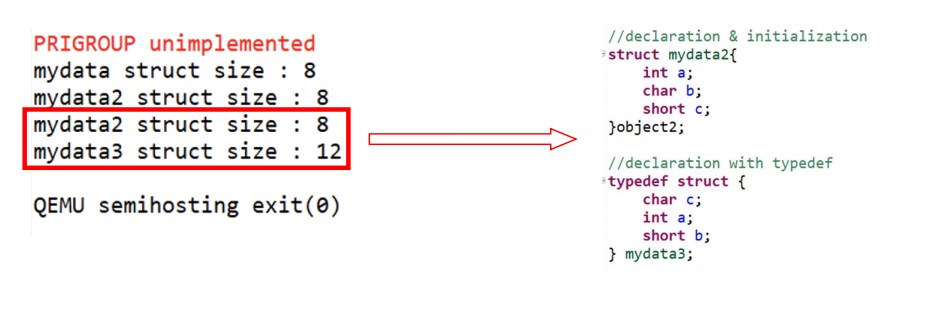 PRIGROUP unimplemented
mydata struct size : 8
mydata2 struct size : 8
mydata2 struct size : 8
mydata3 struct size : 12
QEMU semihosting exit(0)
//declaration & initialization
struct mydata2{
int a;
char b;
short c;
}object2;
//declaration with typedef
typedef struct {
char c;
int a;
short b;
} mydata3;